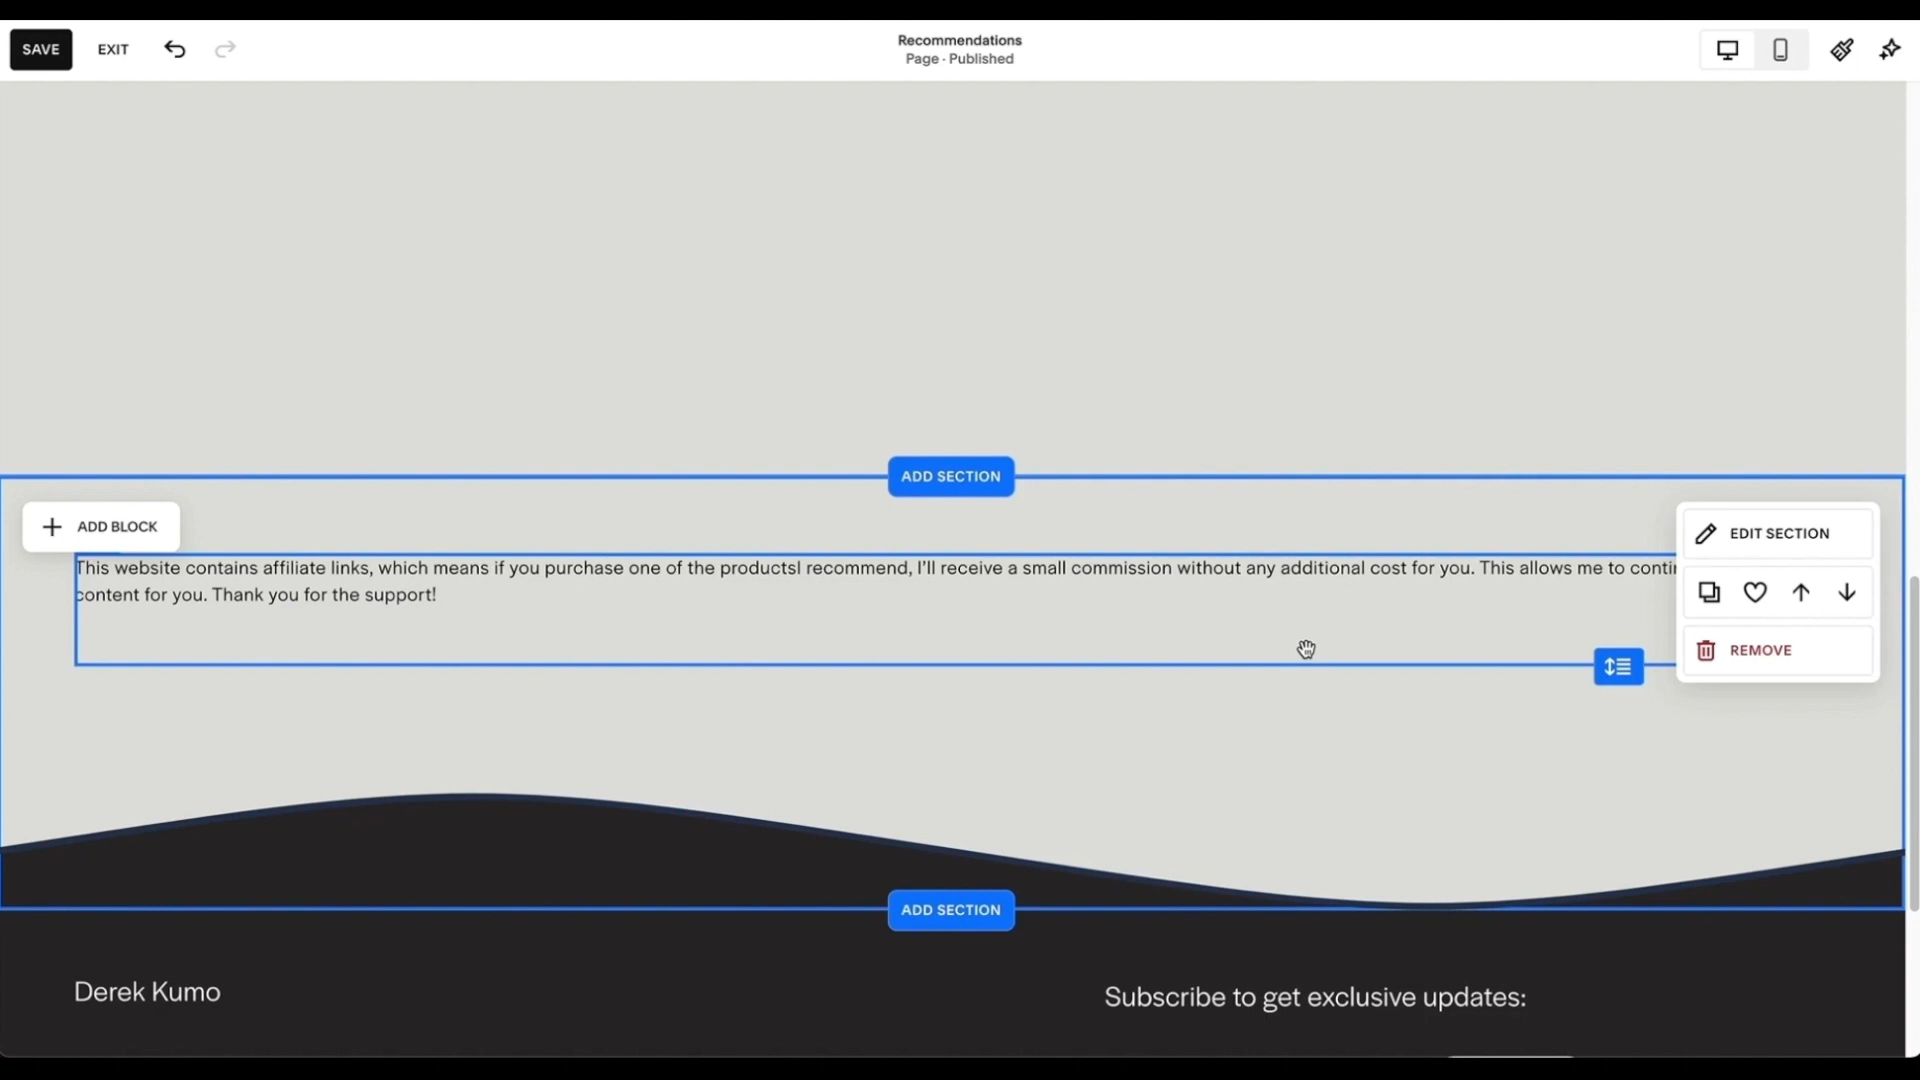 SAVE EXIT
Recommendations
Page · Published
ADD SECTION
ADD BLOCK
EDIT SECTION
This website contains affiliate links, which means if you purchase one of the productsI recommend, I'll receive a small commission without any additional cost for you. This allows me to
content for you. Thank you for the support!
REMOVE
ADD SECTION
Derek Kumo
Subscribe to get exclusive updates: